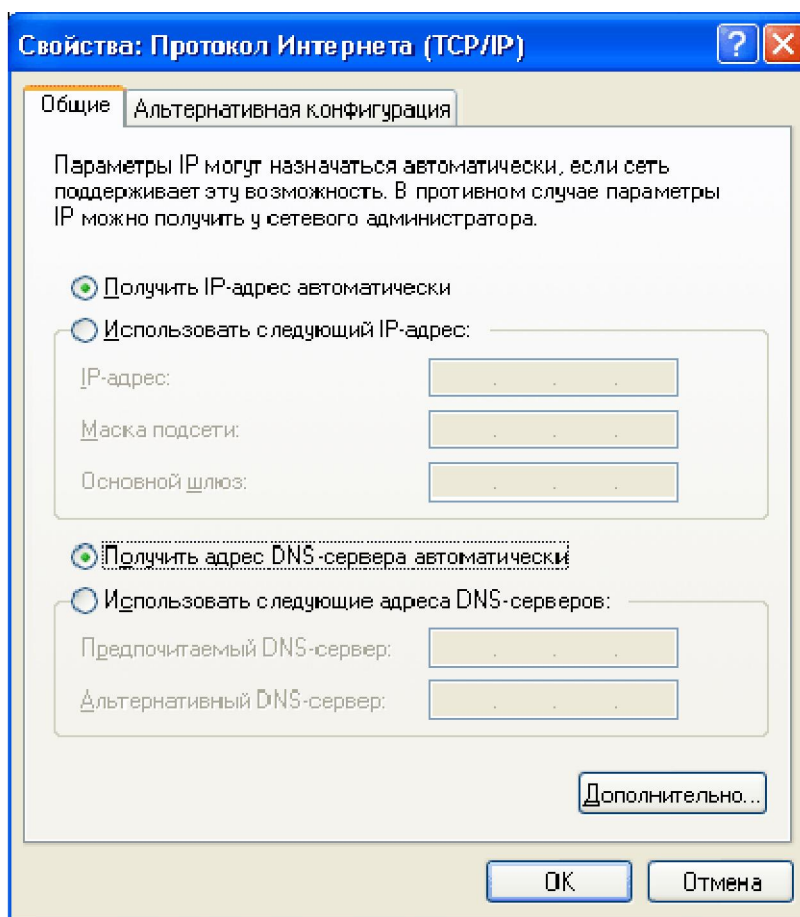 Свойства: Протокол Интернета (TCP/IP)
?
Общие
Альтернативная конфигурация
Параметры IP могут назначаться автоматически, если сеть
поддерживает эту возможность. В противном случае параметры
IP можно получить у сетевого администратора.
Получить IP-адрес автоматически
Использовать следующий IP-адрес:
IP-адрес:
Маска подсети:
Основной шлюз:
Получить адрес DNS-сервера автоматически
Использовать следующие адреса DNS-серверов:
Предпочитаемый DNS-сервер:
Альтернативный DNS-сервер:
Дополнительно...
OK
Отмена